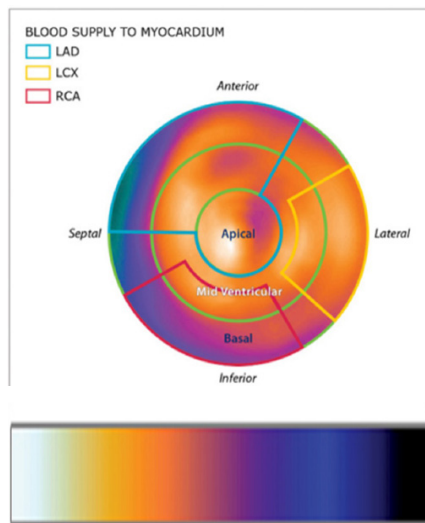 BLOOD SUPPLY TO MYOCARDIUM
LAD
LCX
RCA
Anterior
Septal
Apical
Lateral
Mid Ventricular
Basal
Inferior